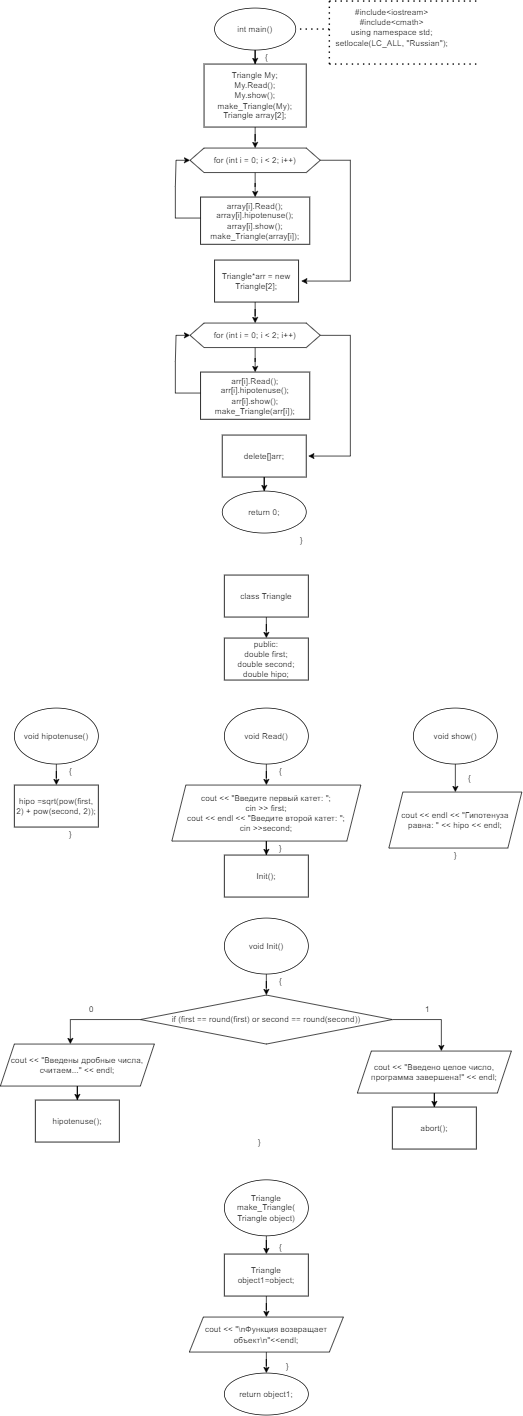 int main()
#include<iostream>
#include<cmath>
using namespace std;
setlocale(LC_ALL, "Russian");
{
Triangle My;
My.Read();
My.show();
make_Triangle(My);
Triangle array[2];
for (int i = 0; i < 2; i++)
array[i].Read();
array[i].hipotenuse();
array[i].show();
make_Triangle(array[i]);
Triangle*arr = new
Triangle[2];
for (int i = 0; i < 2; i++)
arr[i].Read();
arr[i].hipotenuse();
arr[i].show();
make_Triangle(arr[i]);
delete[]arr;
return 0;
}
class Triangle
public:
double first;
double second;
double hipo;
void hipotenuse()
{
hipo =sqrt(pow(first,
2) + pow(second, 2));
}
void Read()
{
cout << "Введите первый катет: ";
cin >> first;
cout << endl << "Введите второй катет: ";
cin >>second;
}
Init();
void show()
{
cout << endl << "Гипотенуза
равна: " << hipo << endl;
}
void Init()
{
if (first == round(first) or second == round(second))
0
1
cout << "Введены дробные числа,
считаем..." << endl;
hipotenuse();
cout << "Введено целое число,
программа завершена!" << endl;
abort();
}
Triangle
make_Triangle(
Triangle object)
{
Triangle
object1=object;
cout << "\nФункция возвращает
объект\n"<<endl;
}
return object1;